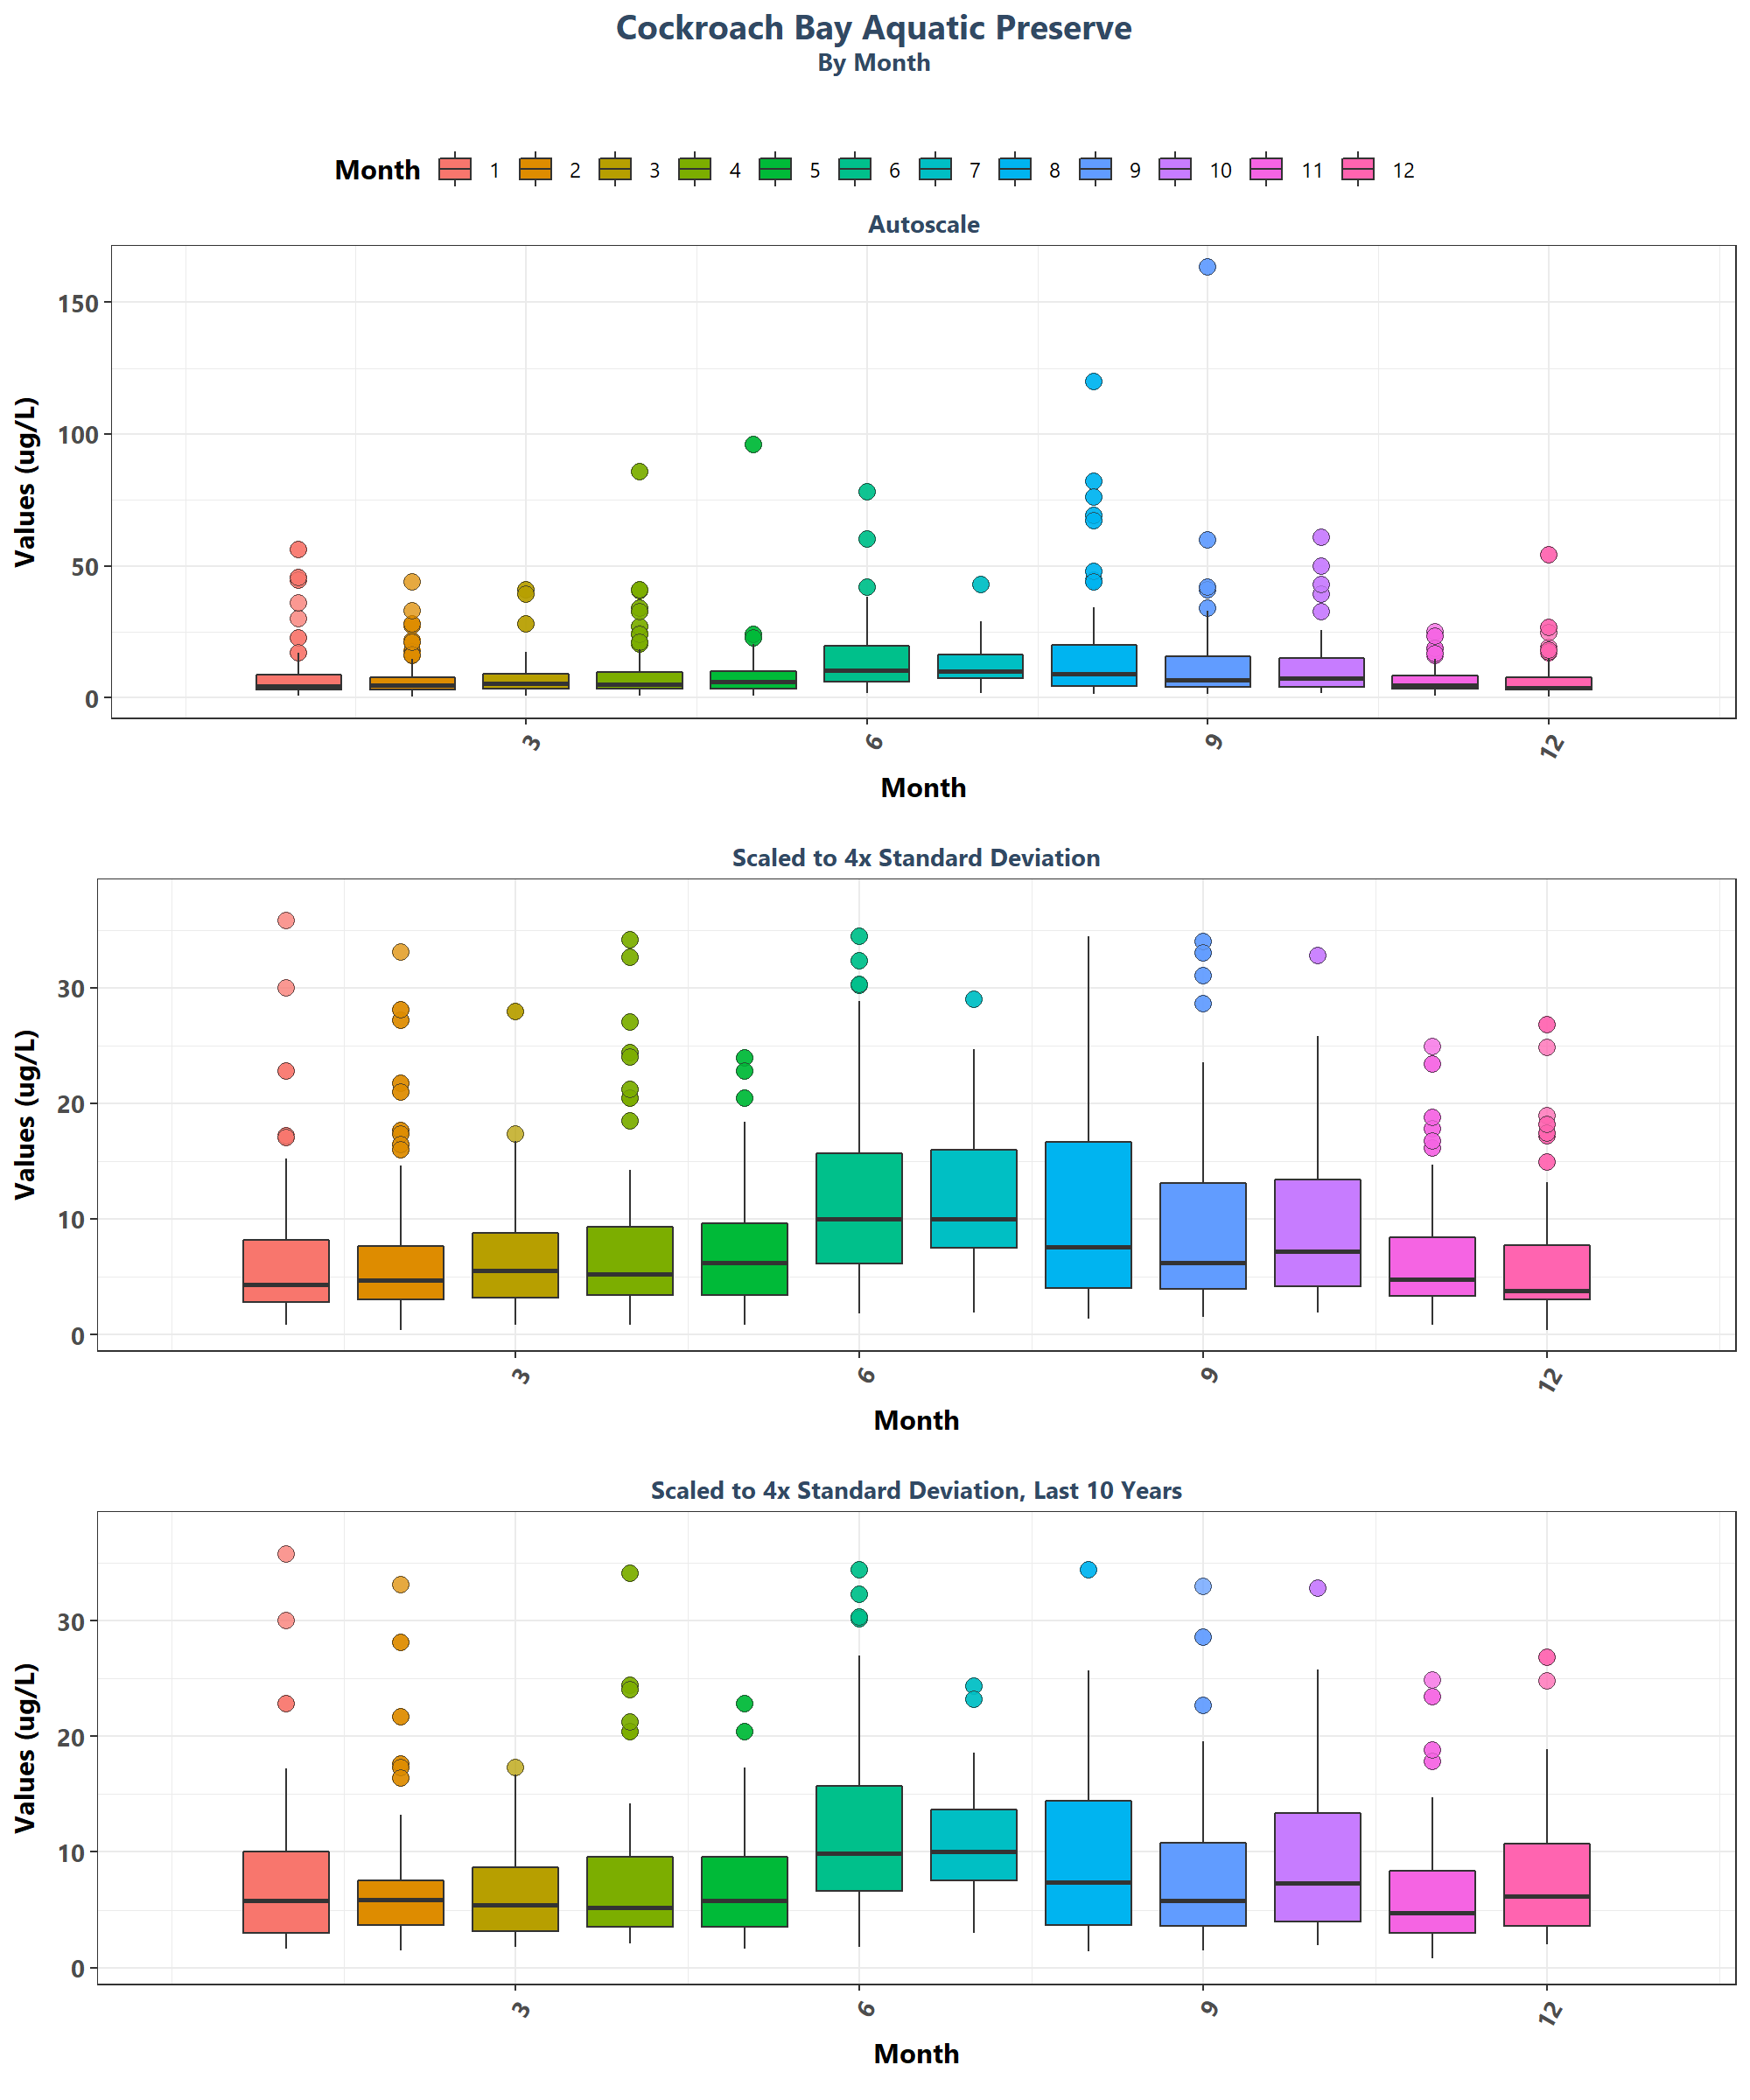 Cockroach Bay Aquatic Preserve
By Month
Month 1 2 3 4 5 6 7 8 9 10 11 12
Autoscale
Values (ug/L)
150
100
50
0
3 6 9 12
Month
Scaled to 4x Standard Deviation
Values (ug/L)
30
20
10
0
3 6 9 12
Month
Scaled to 4x Standard Deviation, Last 10 Years
Values (ug/L)
30
20
10
0
3 6 9 12
Month